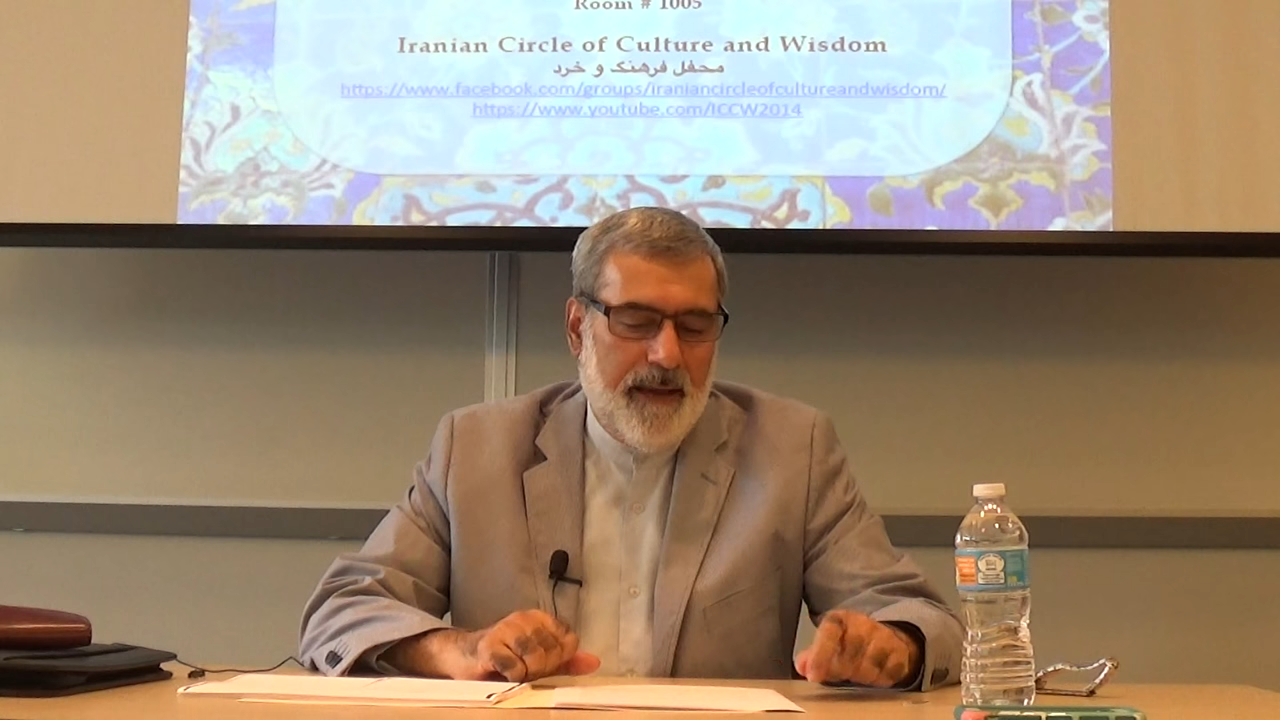 Room # 1005
Iranian Circle of Culture and Wisdom
محفل فرهنگ و خرد
https://www.facebook.com/groups/iraniancircleofcultureandwisdom/
https://www.youtube.com/ICCW2014